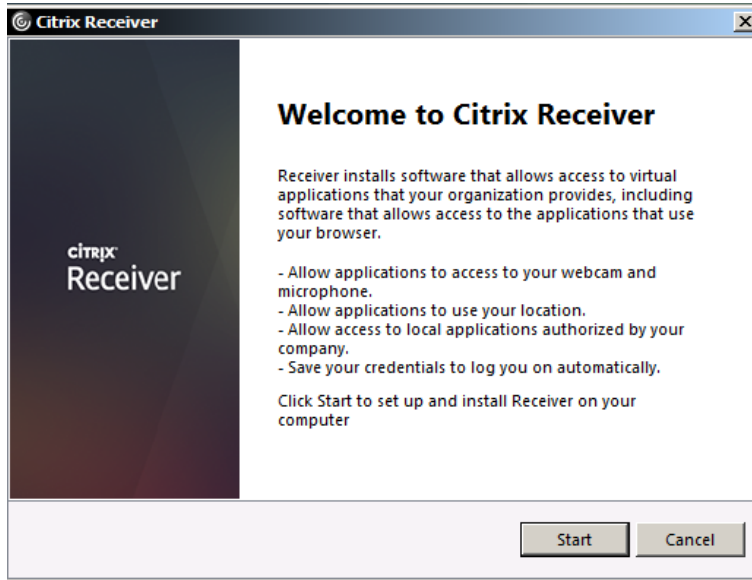 Citrix Receiver
Welcome to Citrix Receiver
Receiver installs software that allows access to virtual
applications that your organization provides, including
software that allows access to the applications that use
your browser.
- Allow applications to access to your webcam and
microphone.
- Allow applications to use your location.
- Allow access to local applications authorized by your
company.
- Save your credentials to log you on automatically.
Click Start to set up and install Receiver on your
computer
CITRIX
Receiver
Start Cancel